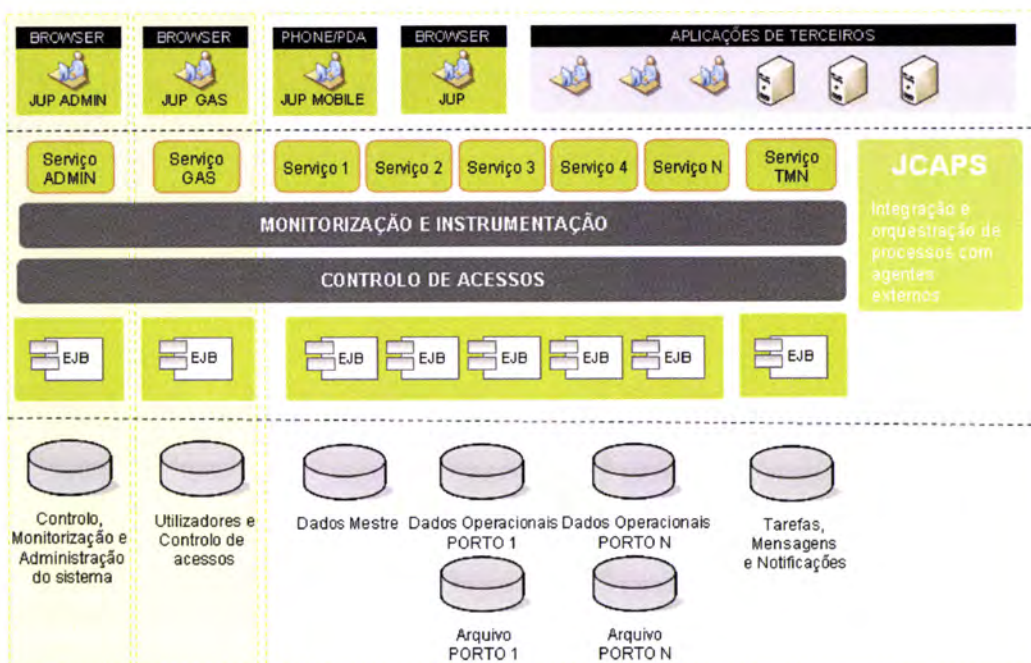 BROWSER
JUP ADMIN
BROWSER
JUP GAS
PHONE/PDA
JUP MOBILE
BROWSER
JUP
APLICAÇÕES DE TERCEIROS
Serviço
ADMIN
Serviço
GAS
Serviço 1
Serviço 2
Serviço 3
Serviço 4
Serviço N
Serviço
TMN
JCAPS
Integração e
orquestração de
processos com
agentes
externos
MONITORIZAÇÃO E INSTRUMENTAÇÃO
CONTROLO DE ACESSOS
EJB
EJB
EJB
EJB
EJB
EJB
EJB
EJB
Controlo,
Monitorização e
Administração
do sistema
Utilizadores e
Controlo de
acessos
Dados Mestre
Dados Operacionais
PORTO 1
Dados Operacionais
PORTO N
Tarefas,
Mensagens
e Notificações
Arquivo
PORTO 1
Arquivo
PORTO N